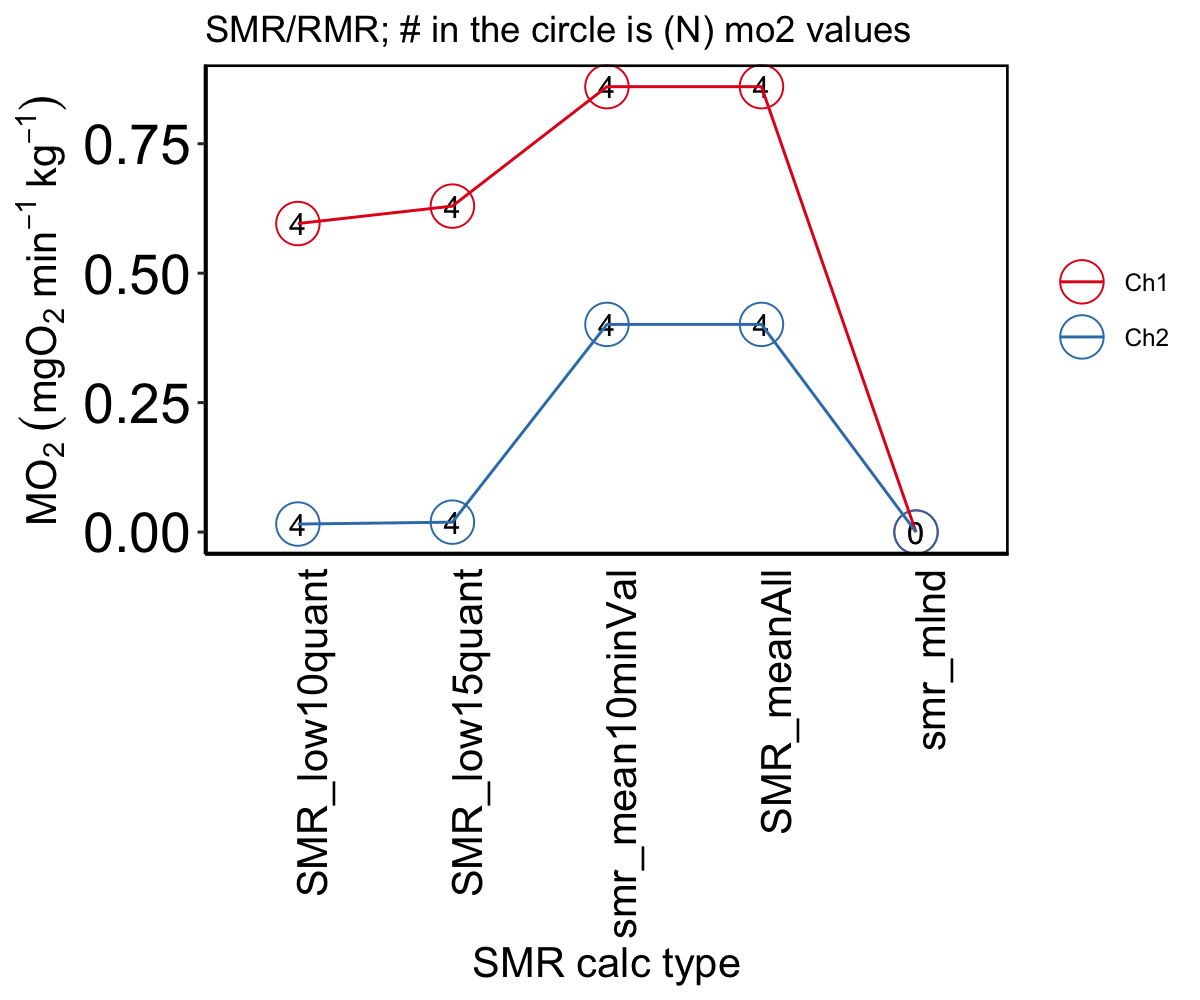 SMR/RMR; # in the circle is (N) mo2 values
MO₂ (mgO₂ min⁻¹ kg⁻¹)
0.75
0.50
0.25
0.00
4
4
4
4
4
4
4
4
0
Ch1
Ch2
SMR_low10quant
SMR_low15quant
smr_mean10minVal
SMR_meanAll
smr_mlnd
SMR calc type